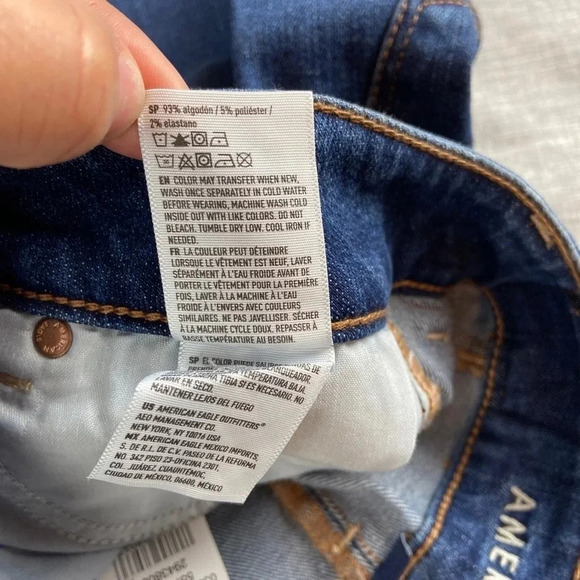 SP 93% algodón / 5% poliéster /
2% elastano
EN COLOR MAY TRANSFER WHEN NEW,
WASH ONCE SEPARATELY IN COLD WATER
BEFORE WEARING, MACHINE WASH COLD
INSIDE OUT WITH LIKE COLORS. DO NOT
BLEACH. TUMBLE DRY LOW. COOL IRON IF
NEEDED.
FR LA COULEUR PEUT DÉTEINDRE
LORSQUE LE VÊTEMENT EST NEUF, LAVER
SÉPARÉMENT À L'EAU FROIDE AVANT DE
PORTER LE VÊTEMENT POUR LA PREMIÈRE
FOIS, LAVER À LA MACHINE À L'EAU
FROIDE À L'ENVERS AVEC COULEURS
SIMILAIRES. NE PAS JAVELLISER. SÉCHER
À LA MACHINE CYCLE DOUX. REPASSER À
BASSE TEMPÉRATURE AU BESOIN.
SP EL COLOR PUEDE
TEMPERATURA BAJA.
TIBIA SI ES NECESARIO. NO
LAVAR EN SECO.
MANTENER LEJOS DEL FUEGO
US AMERICAN EAGLE OUTFITTERS®
AEO MANAGEMENT CO.
NEW YORK, NY 10016 USA
MX AMERICAN EAGLE MEXICO IMPORTS
S. DE R.L. DE C.V. PASEO DE LA REFORMA
NO. 342 PISO 23-OFICINA 2301,
COL. JUÁREZ, CUAUHTÉMOC,
CIUDAD DE MÉXICO, 06600, MÉXICO
AME